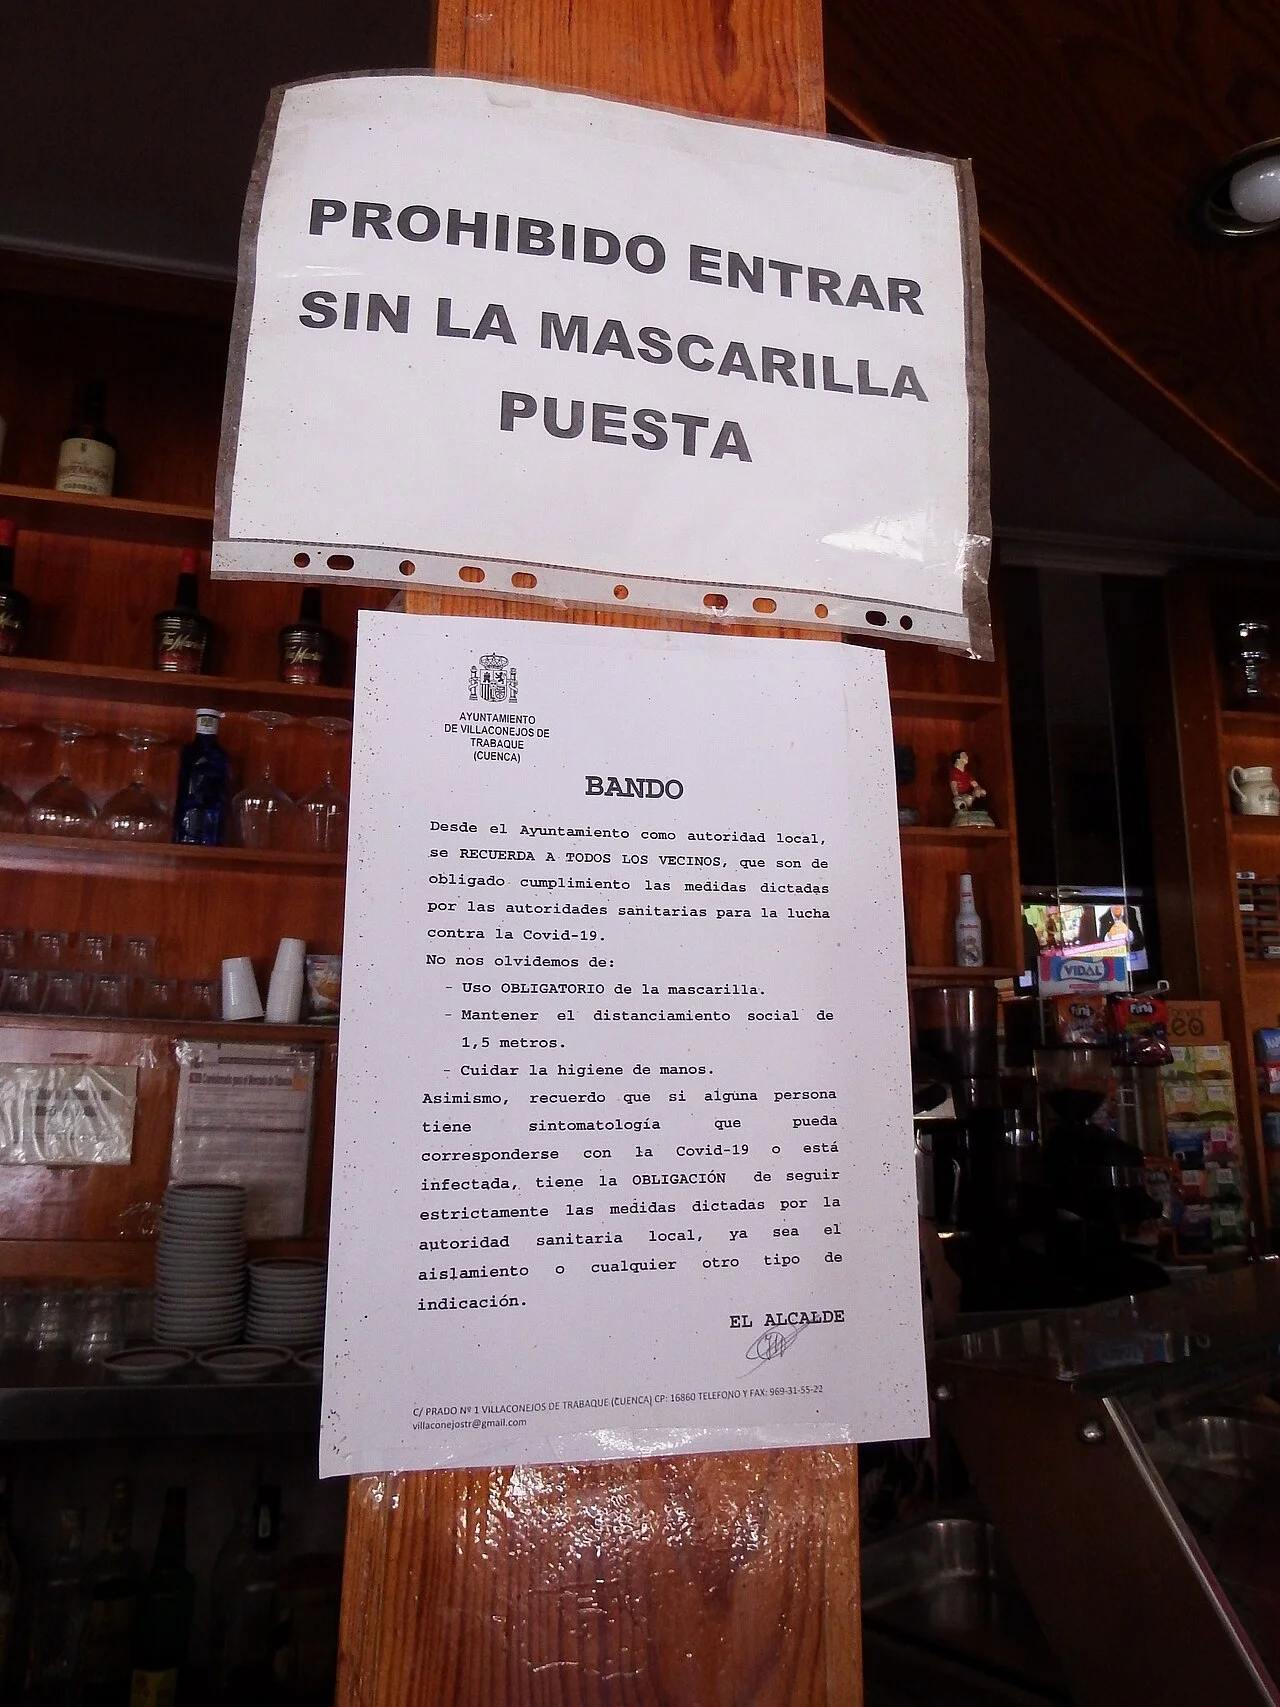 PROHIBIDO ENTRAR
SIN LA MASCARILLA
PUESTA
AYUNTAMIENTO
DE VILLACONEJOS DE
TRABAQUE
(CUENCA)
BANDO
Desde el Ayuntamiento como autoridad local,
se RECUERDA A TODOS LOS VECINOS, que son de
obligado cumplimiento las medidas dictadas
por las autoridades sanitarias para la lucha
contra la Covid-19.
No nos olvidemos de:
- Uso OBLIGATORIO de la mascarilla.
- Mantener el distanciamiento social de
1,5 metros.
- Cuidar la higiene de manos.
Asimismo, recuerdo que si alguna persona
tiene sintomatología que pueda
corresponderse con la Covid-19 o está
infectada, tiene la OBLIGACIÓN de seguir
estrictamente las medidas dictadas por la
autoridad sanitaria local, ya sea el
aislamiento o cualquier otro tipo de
indicación.
EL ALCALDE
C/ PRADO Nº 1 VILLACONEJOS DE TRABAQUE (CUENCA) CP: 16860 TELEFONO Y FAX: 969-31-55-22
villaconejostr@gmail.com
Tia Maria
Tia Maria
VIDAL